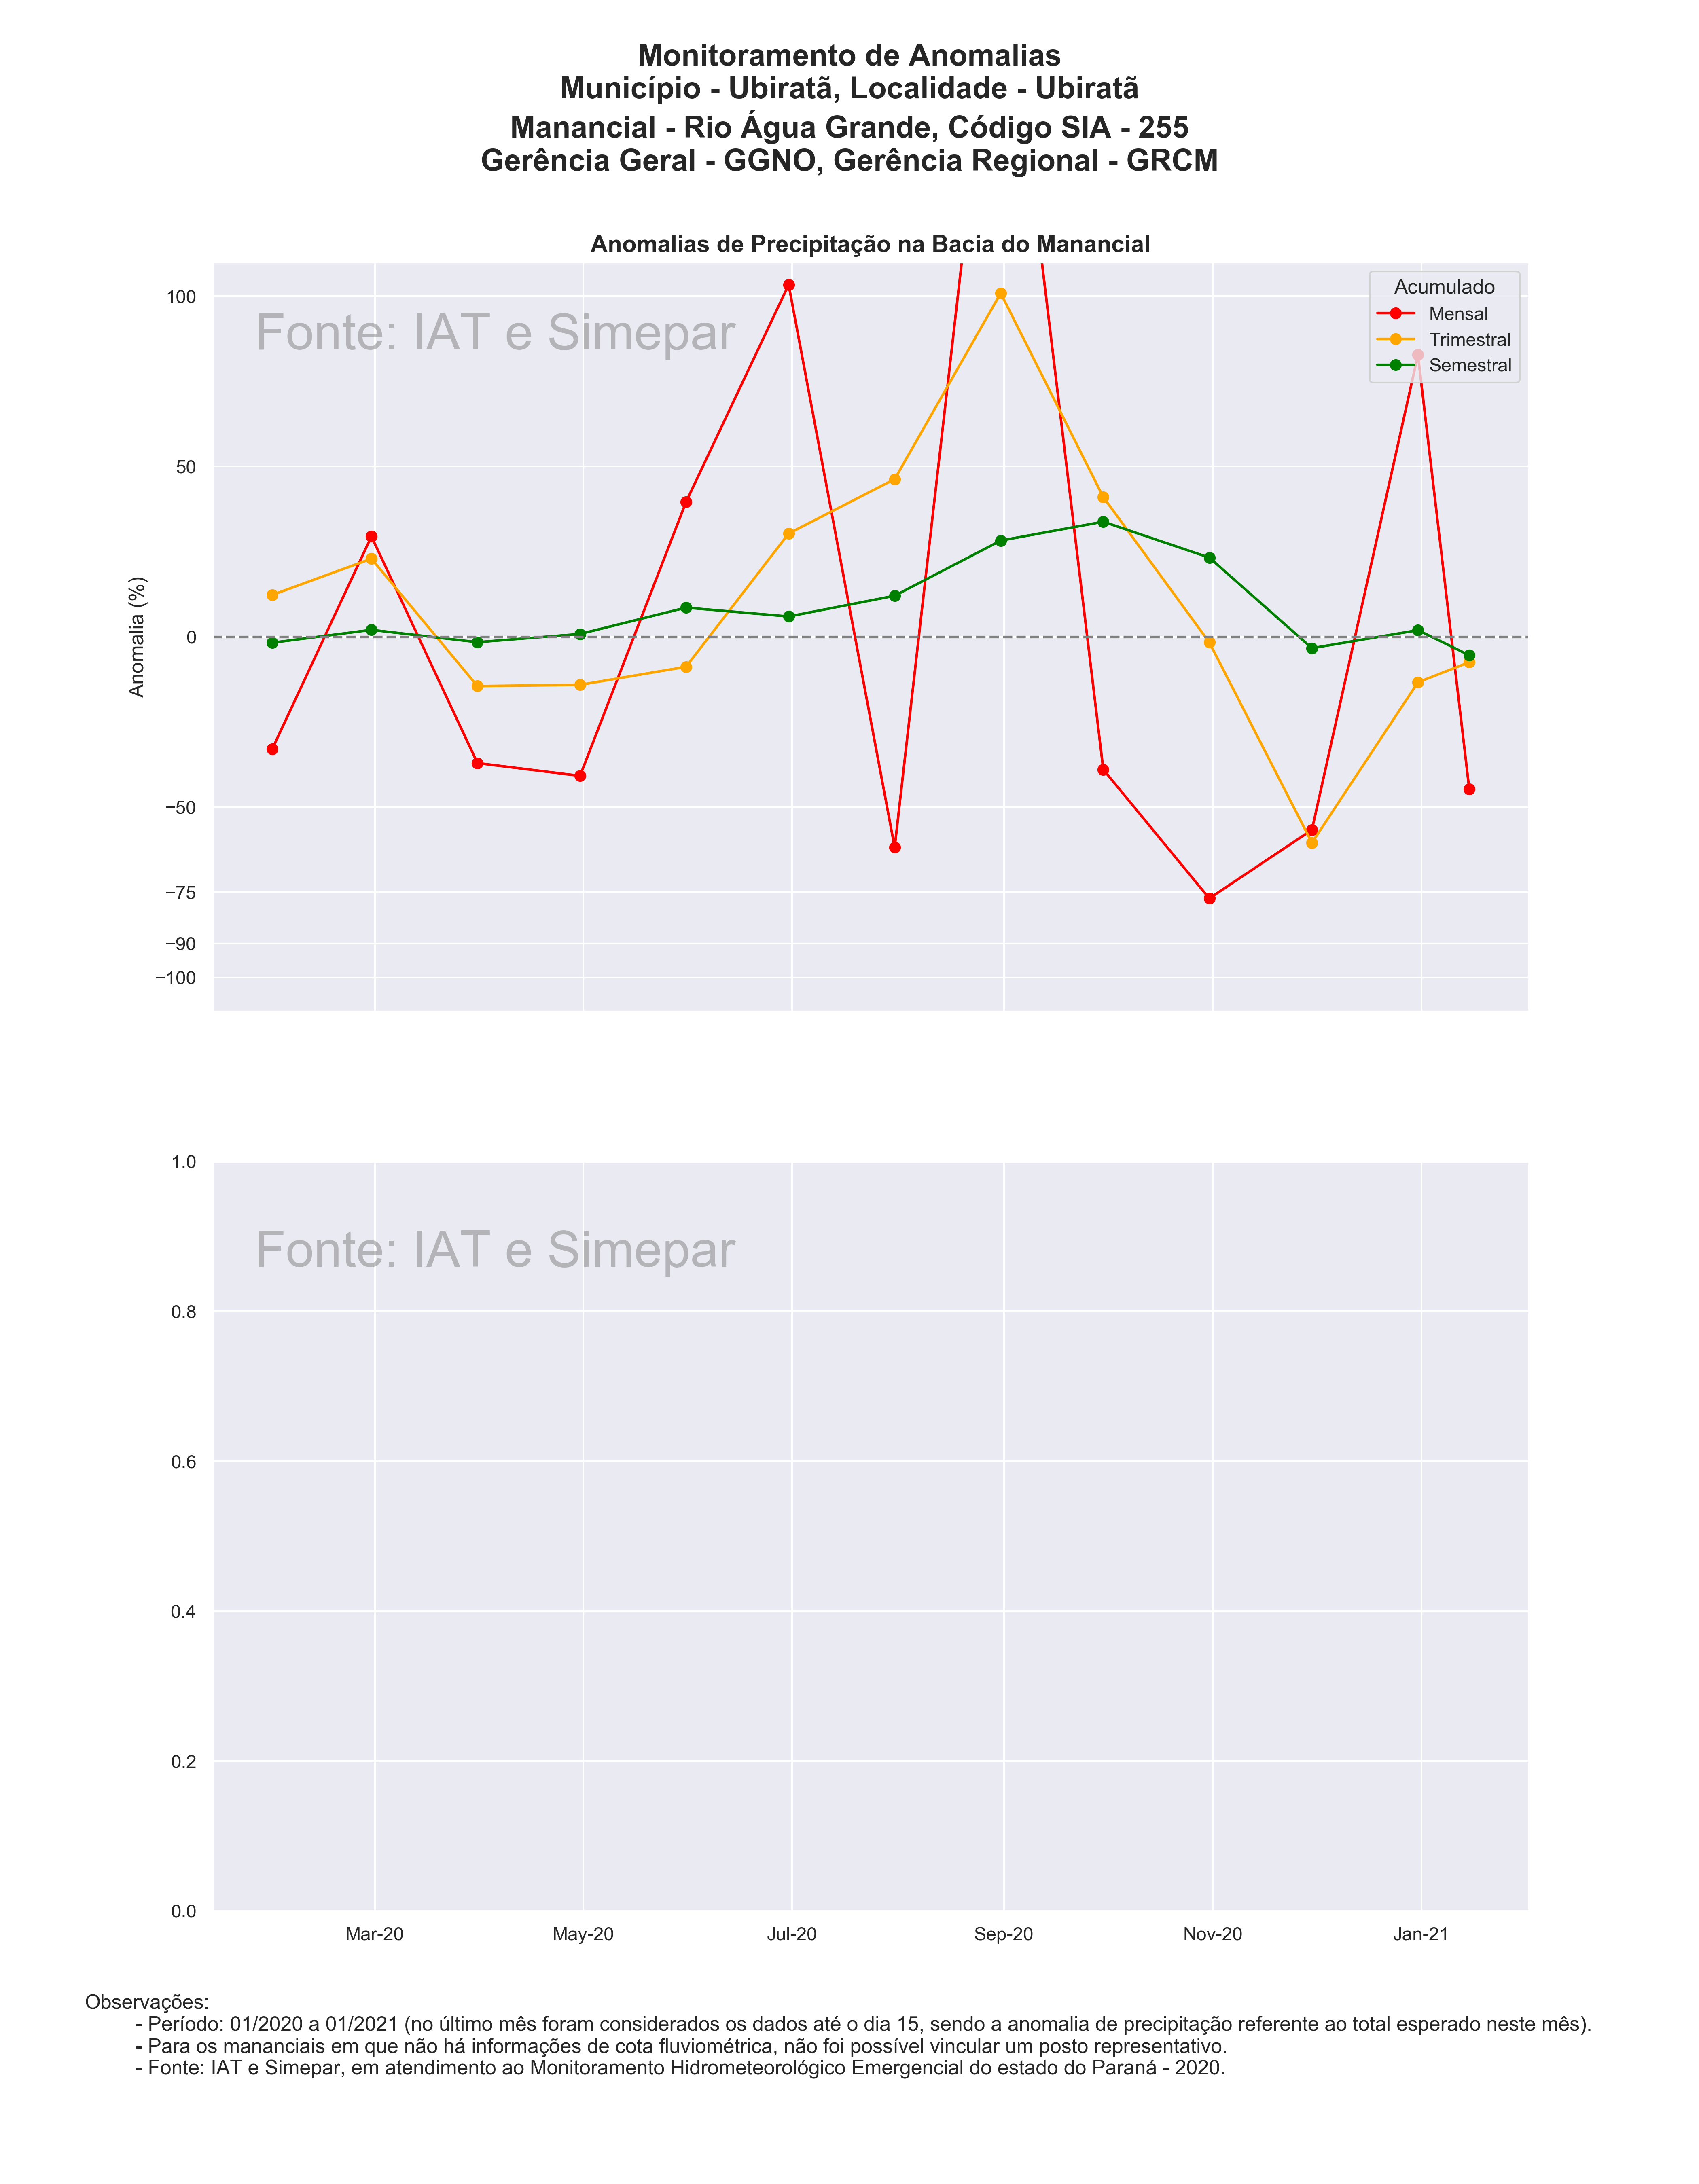 Monitoramento de Anomalias
Município - Ubiratã, Localidade - Ubiratã
Manancial - Rio Água Grande, Código SIA - 255
Gerência Geral - GGNO, Gerência Regional - GRCM
Anomalias de Precipitação na Bacia do Manancial
Fonte: IAT e Simepar
Acumulado
Mensal
Trimestral
Semestral
Anomalia (%)
100
50
0
−50
−75
−90
−100
Fonte: IAT e Simepar
1.0
0.8
0.6
0.4
0.2
0.0
Mar-20 May-20 Jul-20 Sep-20 Nov-20 Jan-21
Observações:
- Período: 01/2020 a 01/2021 (no último mês foram considerados os dados até o dia 15, sendo a anomalia de precipitação referente ao total esperado neste mês).
- Para os mananciais em que não há informações de cota fluviométrica, não foi possível vincular um posto representativo.
- Fonte: IAT e Simepar, em atendimento ao Monitoramento Hidrometeorológico Emergencial do estado do Paraná - 2020.